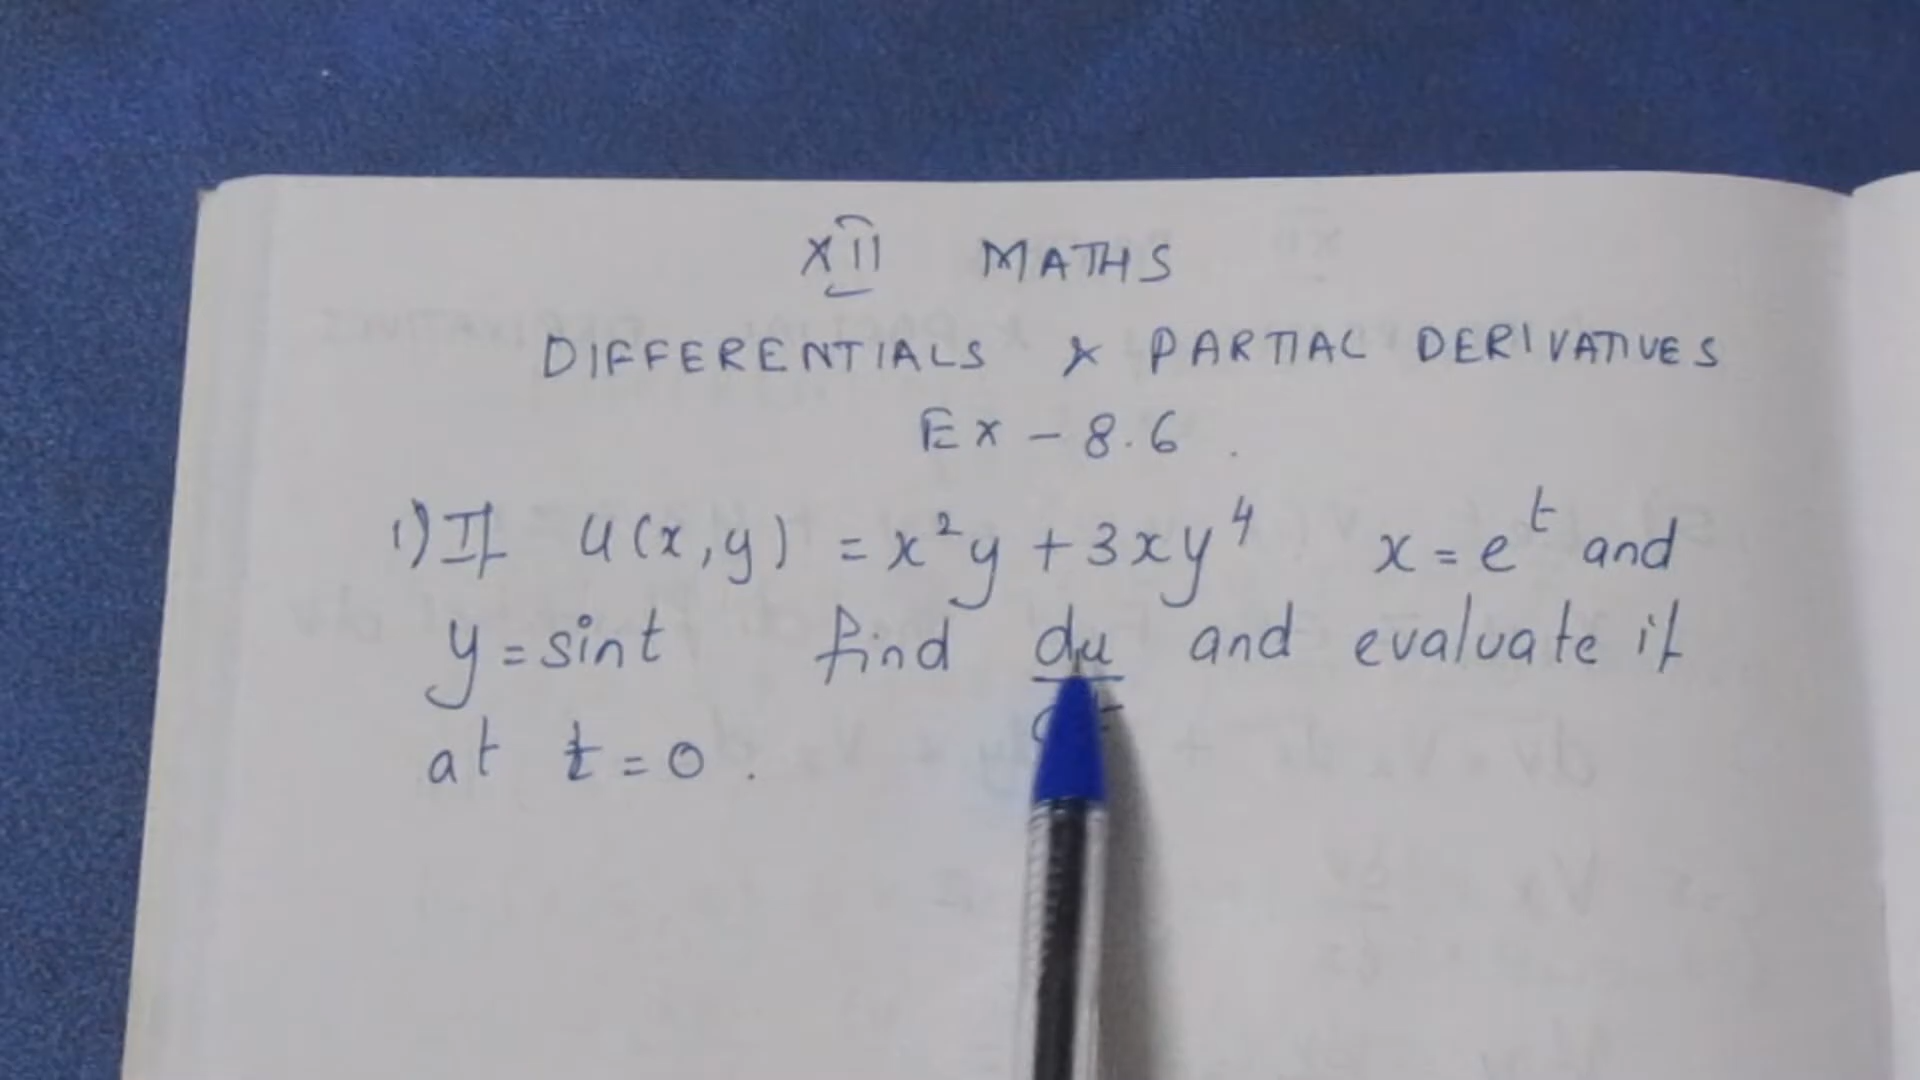 XII MATHS
DIFFERENTIALS & PARTIAL DERIVATIVES
Ex - 8.6.
1) If u(x,y) = x²y + 3xy⁴ x = eᵗ and
y = sint find du and evaluate it
at t = 0.